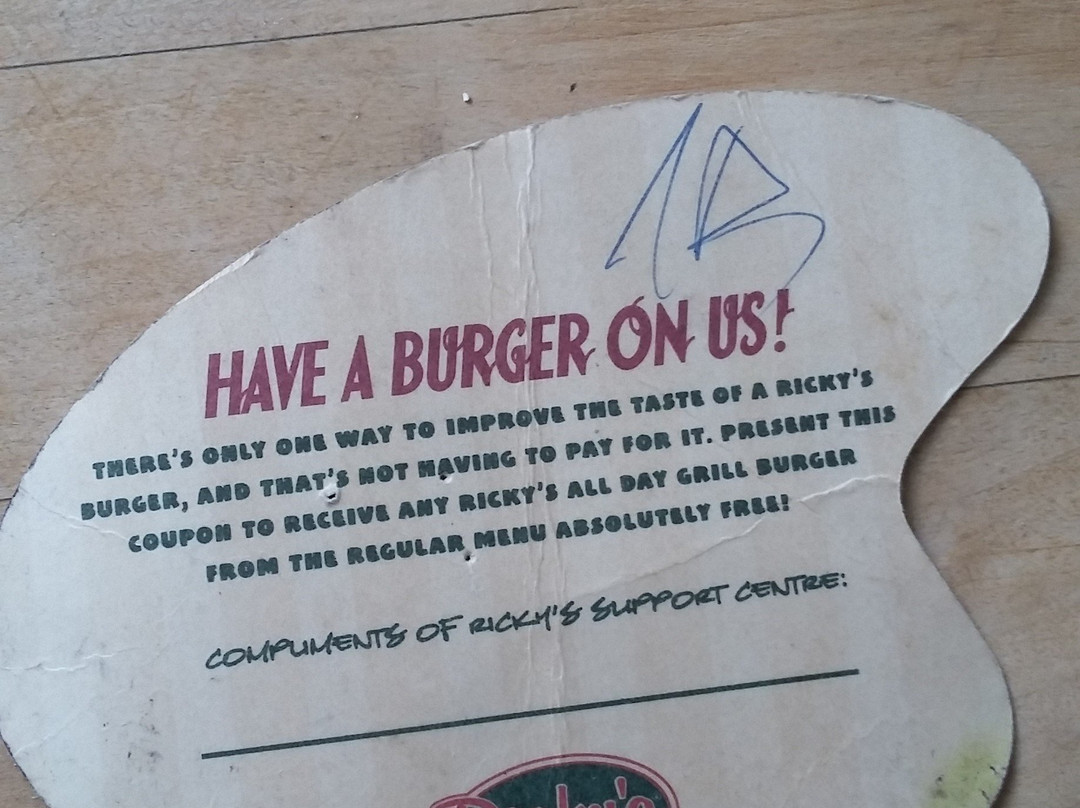 HAVE A BURGER ON US!
THERE'S ONLY ONE WAY TO IMPROVE THE TASTE OF A RICKY'S
BURGER, AND THAT'S NOT HAVING TO PAY FOR IT. PRESENT THIS
COUPON TO RECEIVE ANY RICKY'S ALL DAY GRILL BURGER
FROM THE REGULAR MENU ABSOLUTELY FREE!
COMPLIMENTS OF RICKY'S SUPPORT CENTRE:
Ricky's